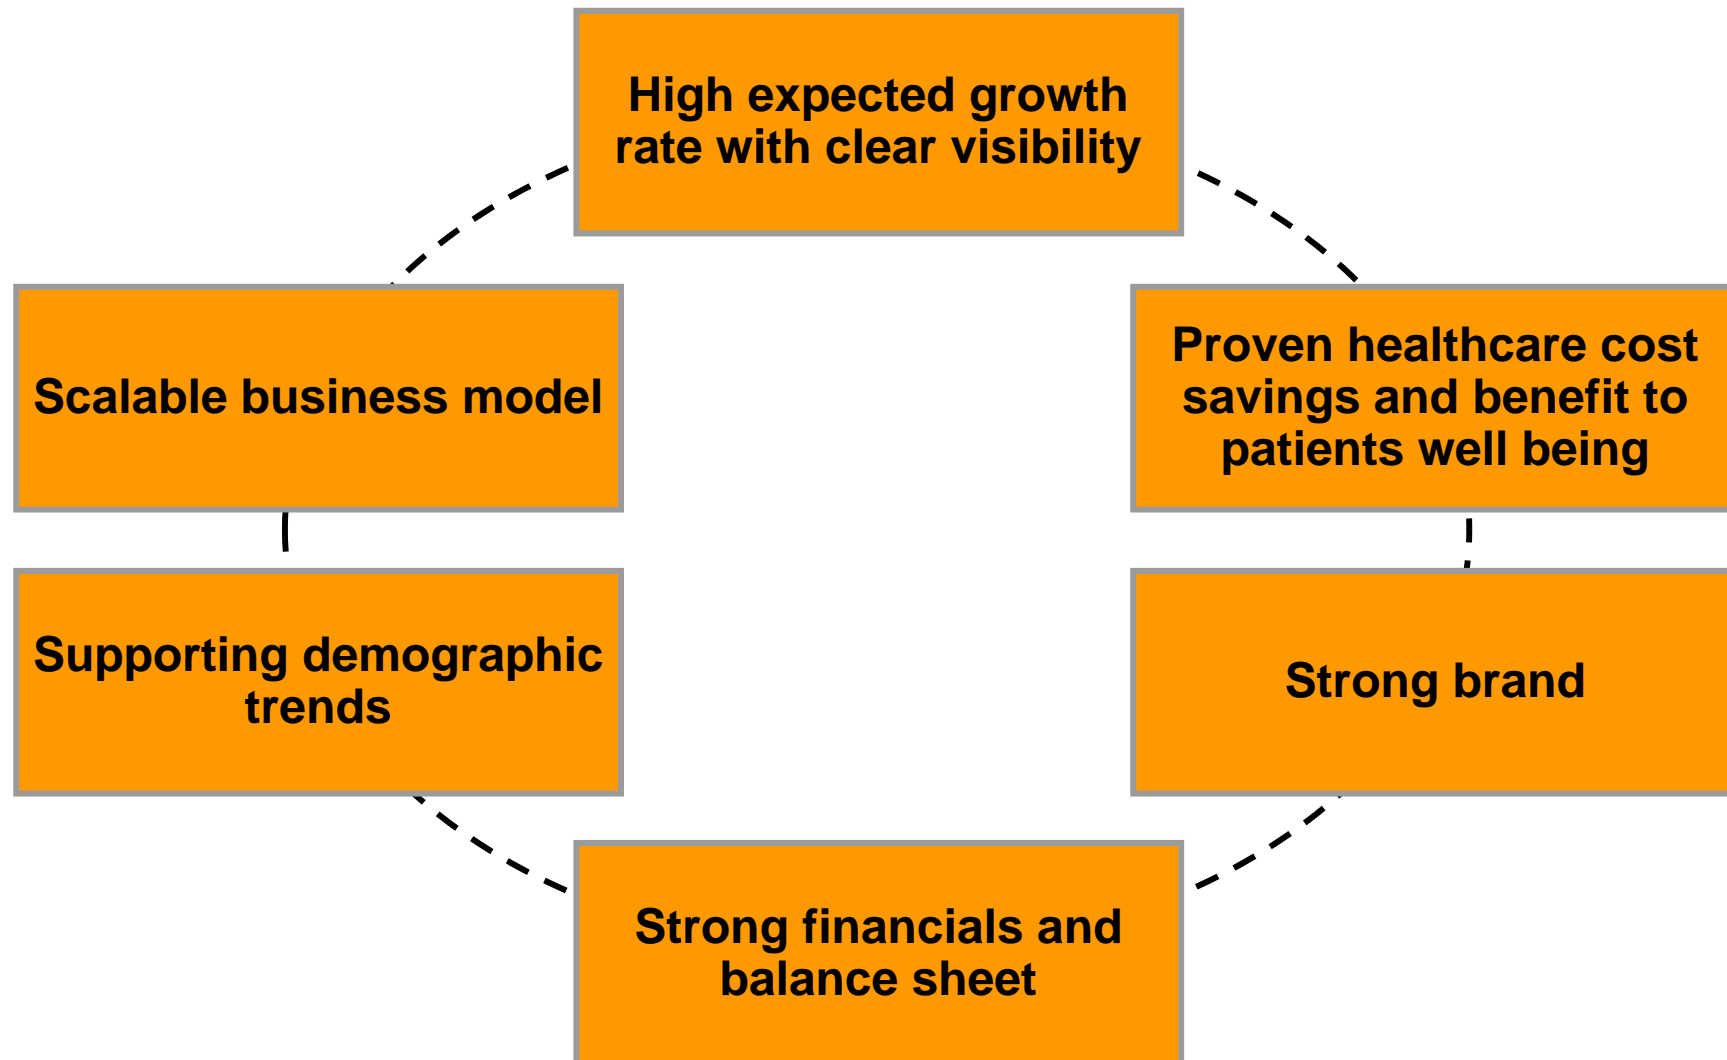 High expected growth
rate with clear visibility
Scalable business model
Proven healthcare cost
savings and benefit to
patients well being
Supporting demographic
trends
Strong brand
Strong financials and
balance sheet